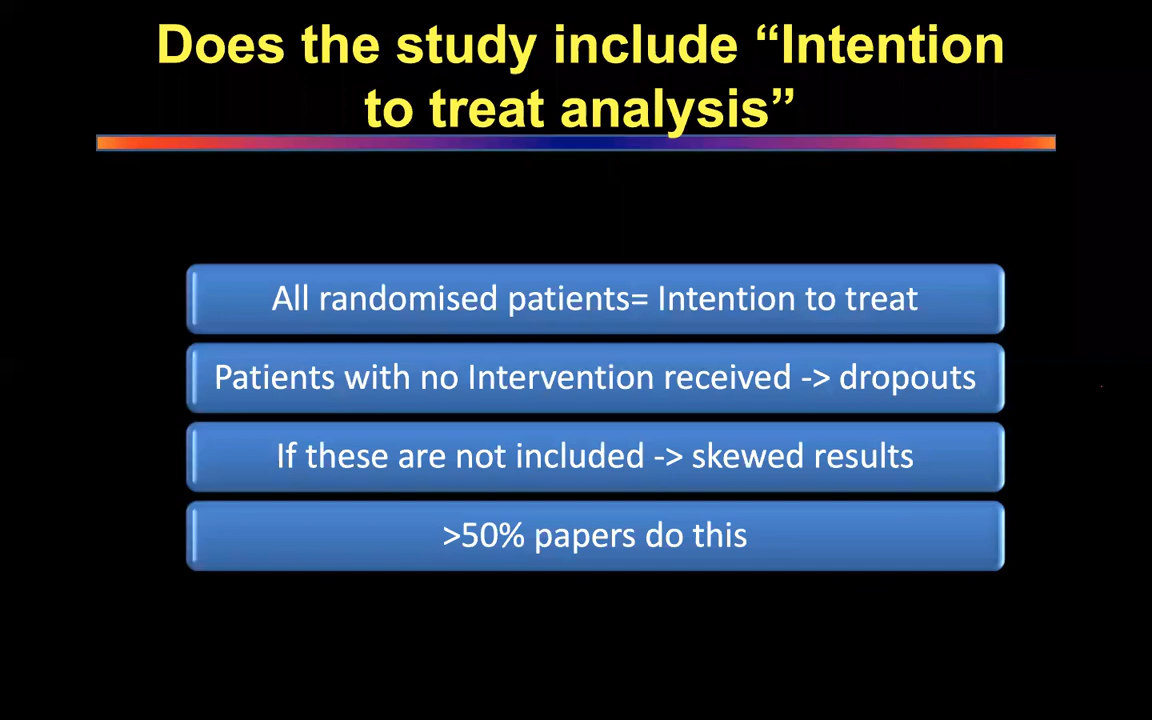 Does the study include “Intention
to treat analysis”
All randomised patients= Intention to treat
Patients with no Intervention received -> dropouts
If these are not included -> skewed results
>50% papers do this